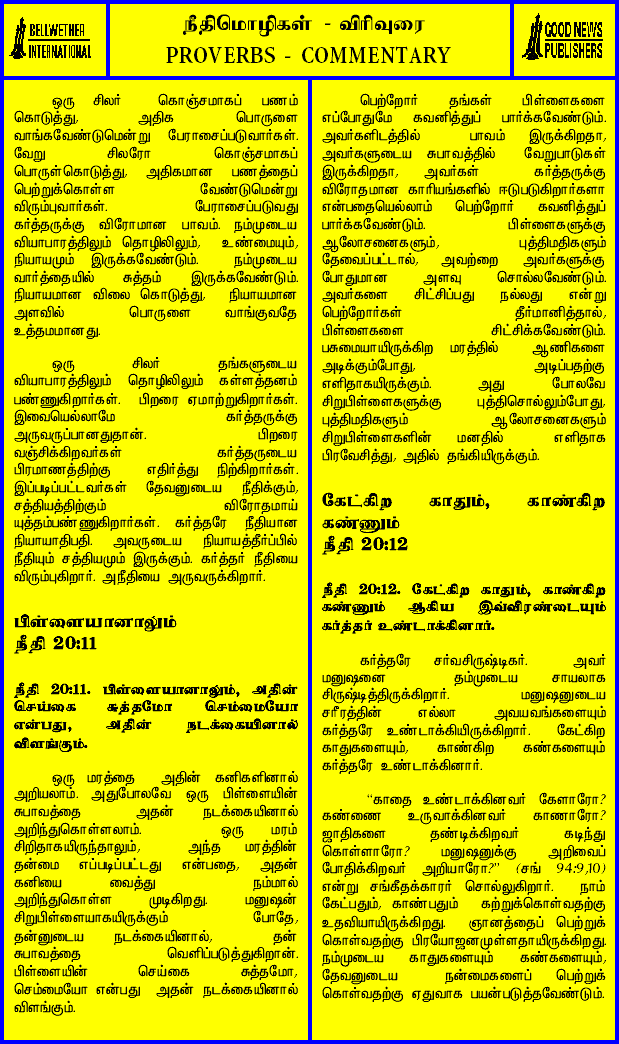 BELLWETHER
INTERNATIONAL
நீதிமொழிகள் - விரிவுரை
PROVERBS - COMMENTARY
GOOD NEWS
PUBLISHERS
ஒரு சிலர் கொஞ்சமாகப் பணம்
கொடுத்து, அதிக பொருளை
வாங்கவேண்டுமென்று பேராசைப்படுவார்கள்.
வேறு சிலரோ கொஞ்சமாகப்
பொருள்கொடுத்து, அதிகமான பணத்தைப்
பெற்றுக்கொள்ள வேண்டுமென்று
விரும்புவார்கள். பேராசைப்படுவது
கர்த்தருக்கு விரோமான பாவம். நம்முடைய
வியாபாரத்திலும் தொழிலிலும், உண்மையும்,
நியாயமும் இருக்கவேண்டும். நம்முடைய
வார்த்தையில் சுத்தம் இருக்கவேண்டும்.
நியாயமான விலை கொடுத்து, நியாயமான
அளவில் பொருளை வாங்குவதே
உத்தமமானது.
ஒரு சிலர் தங்களுடைய
வியாபாரத்திலும் தொழிலிலும் கள்ளத்தனம்
பண்ணுகிறார்கள். பிறரை ஏமாற்றுகிறார்கள்.
இவையெல்லாமே கர்த்தருக்கு
அருவருப்பானதுதான். பிறரை
வஞ்சிக்கிறவர்கள் கர்த்தருடைய
பிரமாணத்திற்கு எதிர்த்து நிற்கிறார்கள்.
இப்படிப்பட்டவர்கள் தேவனுடைய நீதிக்கும்,
சத்தியத்திற்கும் விரோதமாய்
யுத்தம்பண்ணுகிறார்கள். கர்த்தரே நீதியான
நியாயாதிபதி. அவருடைய நியாயத்தீர்ப்பில்
நீதியும் சத்தியமும் இருக்கும். கர்த்தர் நீதியை
விரும்புகிறார். அநீதியை அருவருக்கிறார்.
பிள்ளையானாலும்
நீதி 20:11
நீதி 20:11. பிள்ளையானாலும், அதின்
செய்கை சுத்தமோ செம்மையோ
என்பது, அதின் நடக்கையினால்
விளங்கும்.
ஒரு மரத்தை அதின் கனிகளினால்
அறியலாம். அதுபோலவே ஒரு பிள்ளையின்
சுபாவத்தை அதன் நடக்கையினால்
அறிந்துகொள்ளலாம். ஒரு மரம்
சிறிதாகயிருந்தாலும், அந்த மரத்தின்
தன்மை எப்படிப்பட்டது என்பதை, அதன்
கனியை வைத்து நம்மால்
அறிந்துகொள்ள முடிகிறது. மனுஷன்
சிறுபிள்ளையாகயிருக்கும் போதே,
தன்னுடைய நடக்கையினால், தன்
சுபாவத்தை வெளிப்படுத்துகிறான்.
பிள்ளையின் செய்கை சுத்தமோ,
செம்மையோ என்பது அதன் நடக்கையினால்
விளங்கும்.
பெற்றோர் தங்கள் பிள்ளைகளை
எப்போதுமே கவனித்துப் பார்க்கவேண்டும்.
அவர்களிடத்தில் பாவம் இருக்கிறதா,
அவர்களுடைய சுபாவத்தில் வேறுபாடுகள்
இருக்கிறதா, அவர்கள் கர்த்தருக்கு
விரோதமான காரியங்களில் ஈடுபடுகிறார்களா
என்பதையெல்லாம் பெற்றோர் கவனித்துப்
பார்க்கவேண்டும். பிள்ளைகளுக்கு
ஆலோசனைகளும், புத்திமதிகளும்
தேவைப்பட்டால், அவற்றை அவர்களுக்கு
போதுமான அளவு சொல்லவேண்டும்.
அவர்களை சிட்சிப்பது நல்லது என்று
பெற்றோர்கள் தீர்மானித்தால்,
பிள்ளைகளை சிட்சிக்கவேண்டும்.
பசுமையாயிருக்கிற மரத்தில் ஆணிகளை
அடிக்கும்போது, அடிப்பதற்கு
எளிதாகயிருக்கும். அது போலவே
சிறுபிள்ளைகளுக்கு புத்திசொல்லும்போது,
புத்திமதிகளும் ஆலோசனைகளும்
சிறுபிள்ளைகளின் மனதில் எளிதாக
பிரவேசித்து, அதில் தங்கியிருக்கும்.
கேட்கிற காதும், காண்கிற
கண்ணும்
நீதி 20:12
நீதி 20:12. கேட்கிற காதும், காண்கிற
கண்ணும் ஆகிய இவ்விரண்டையும்
கர்த்தர் உண்டாக்கினார்.
கர்த்தரே சர்வசிருஷ்டிகர். அவர்
மனுஷனை தம்முடைய சாயலாக
சிருஷ்டித்திருக்கிறார். மனுஷனுடைய
சரீரத்தின் எல்லா அவயவங்களையும்
கர்த்தரே உண்டாக்கியிருக்கிறார். கேட்கிற
காதுகளையும், காண்கிற கண்களையும்
கர்த்தரே உண்டாக்கினார்.
“காதை உண்டாக்கினவர் கேளாரோ?
கண்ணை உருவாக்கினவர் காணாரோ?
ஜாதிகளை தண்டிக்கிறவர் கடிந்து
கொள்ளாரோ? மனுஷனுக்கு அறிவைப்
போதிக்கிறவர் அறியாரோ?” (சங் 94:9,10)
என்று சங்கீதக்காரர் சொல்லுகிறார். நாம்
கேட்பதும், காண்பதும் கற்றுக்கொள்வதற்கு
உதவியாயிருக்கிறது. ஞானத்தைப் பெற்றுக்
கொள்வதற்கு பிரயோஜனமுள்ளதாயிருக்கிறது.
நம்முடைய காதுகளையும் கண்களையும்,
தேவனுடைய நன்மைகளைப் பெற்றுக்
கொள்வதற்கு ஏதுவாக பயன்படுத்தவேண்டும்.